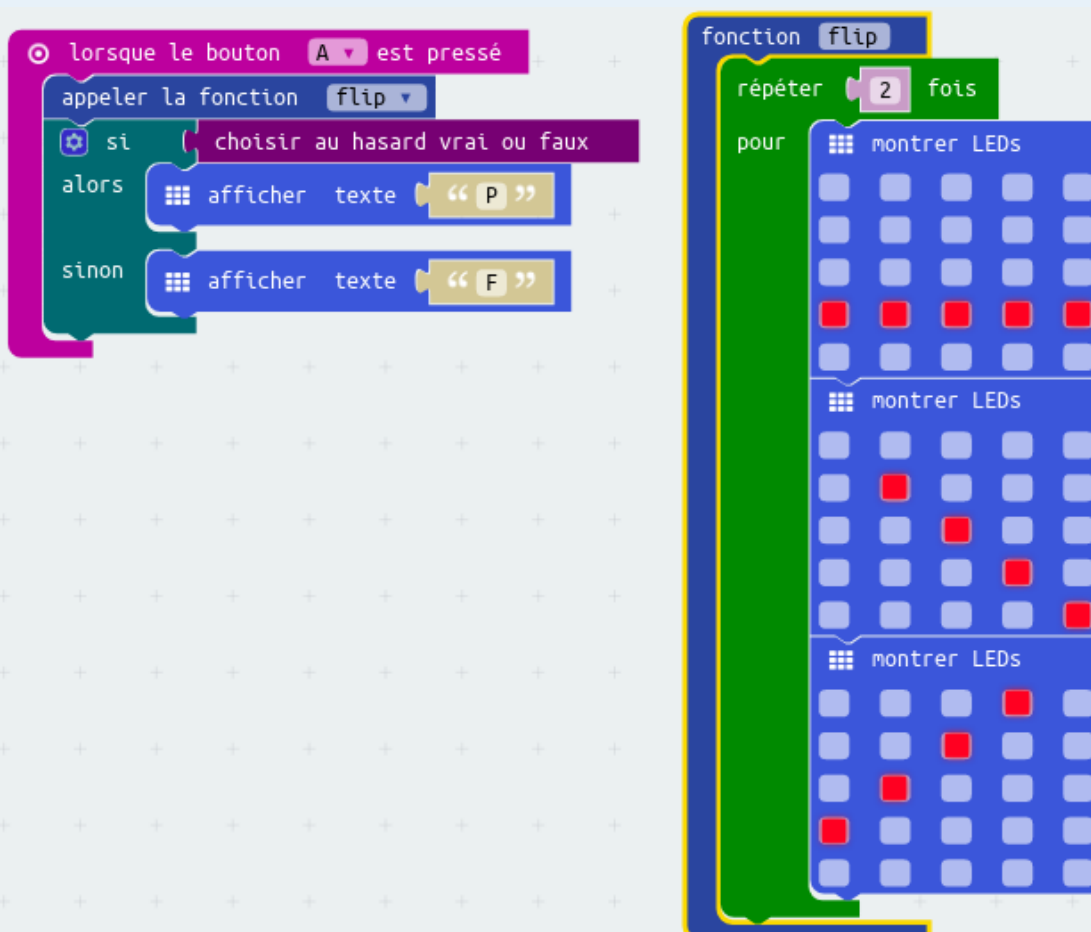 lorsque le bouton A est pressé
appeler la fonction flip
si choisir au hasard vrai ou faux
alors afficher texte “ P ”
sinon afficher texte “ F ”
fonction flip
répéter 2 fois
pour montrer LEDs
montrer LEDs
montrer LEDs